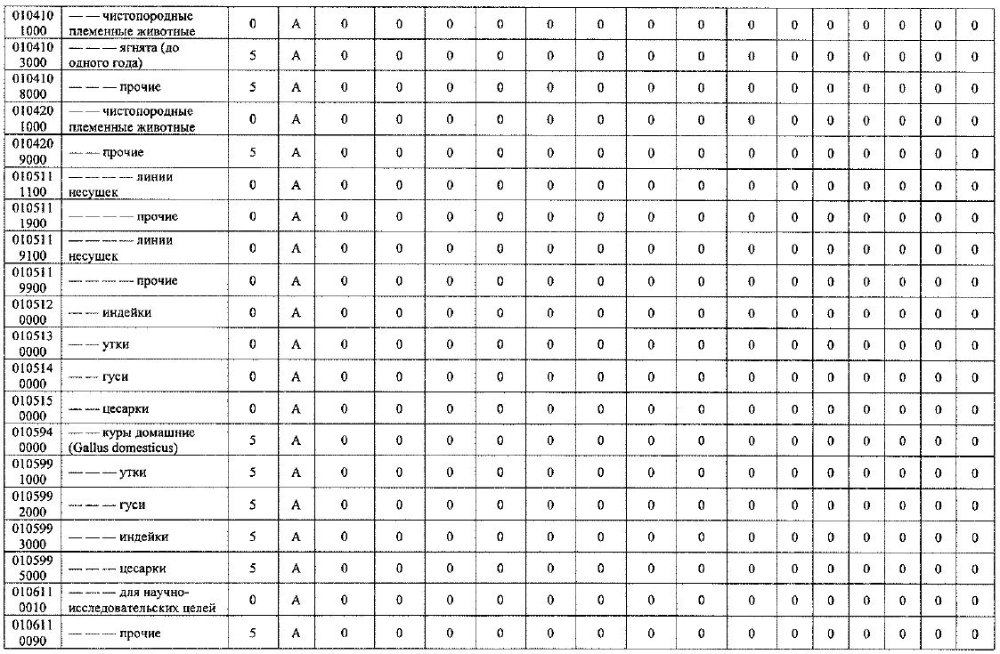 010410 — — чистопородные 0 А 0 0 0 0 0 0 0 0 0 0 0 0 0 0 0
1000 племенные животные
010410 — — — ягнята (до 5 А 0 0 0 0 0 0 0 0 0 0 0 0 0 0 0
3000 одного года)
010410 — — — прочие 5 А 0 0 0 0 0 0 0 0 0 0 0 0 0 0 0
8000
010420 — — чистопородные 0 А 0 0 0 0 0 0 0 0 0 0 0 0 0 0 0
1000 племенные животные
010420 — — прочие 5 А 0 0 0 0 0 0 0 0 0 0 0 0 0 0 0
9000
010511 — — — — линии 0 А 0 0 0 0 0 0 0 0 0 0 0 0 0 0 0
1100 несушек
010511 — — — — прочие 0 А 0 0 0 0 0 0 0 0 0 0 0 0 0 0 0
1900
010511 — — — — линии 0 А 0 0 0 0 0 0 0 0 0 0 0 0 0 0 0
9100 несушек
010511 — — — — прочие 0 А 0 0 0 0 0 0 0 0 0 0 0 0 0 0 0
9900
010512 — — индейки 0 А 0 0 0 0 0 0 0 0 0 0 0 0 0 0 0
0000
010513 — — утки 0 А 0 0 0 0 0 0 0 0 0 0 0 0 0 0 0
0000
010514 — — гуси 0 А 0 0 0 0 0 0 0 0 0 0 0 0 0 0 0
0000
010515 — — цесарки 0 А 0 0 0 0 0 0 0 0 0 0 0 0 0 0 0
0000
010594 — — куры домашние 5 А 0 0 0 0 0 0 0 0 0 0 0 0 0 0 0
0000 (Gallus domesticus)
010599 — — — утки 5 А 0 0 0 0 0 0 0 0 0 0 0 0 0 0 0
1000
010599 — — — гуси 5 А 0 0 0 0 0 0 0 0 0 0 0 0 0 0 0
2000
010599 — — — индейки 5 А 0 0 0 0 0 0 0 0 0 0 0 0 0 0 0
3000
010599 — — — цесарки 5 А 0 0 0 0 0 0 0 0 0 0 0 0 0 0 0
5000
010611 — — — для научно- 0 А 0 0 0 0 0 0 0 0 0 0 0 0 0 0 0
0010 исследовательских целей
010611 — — — прочие 5 А 0 0 0 0 0 0 0 0 0 0 0 0 0 0 0
0090